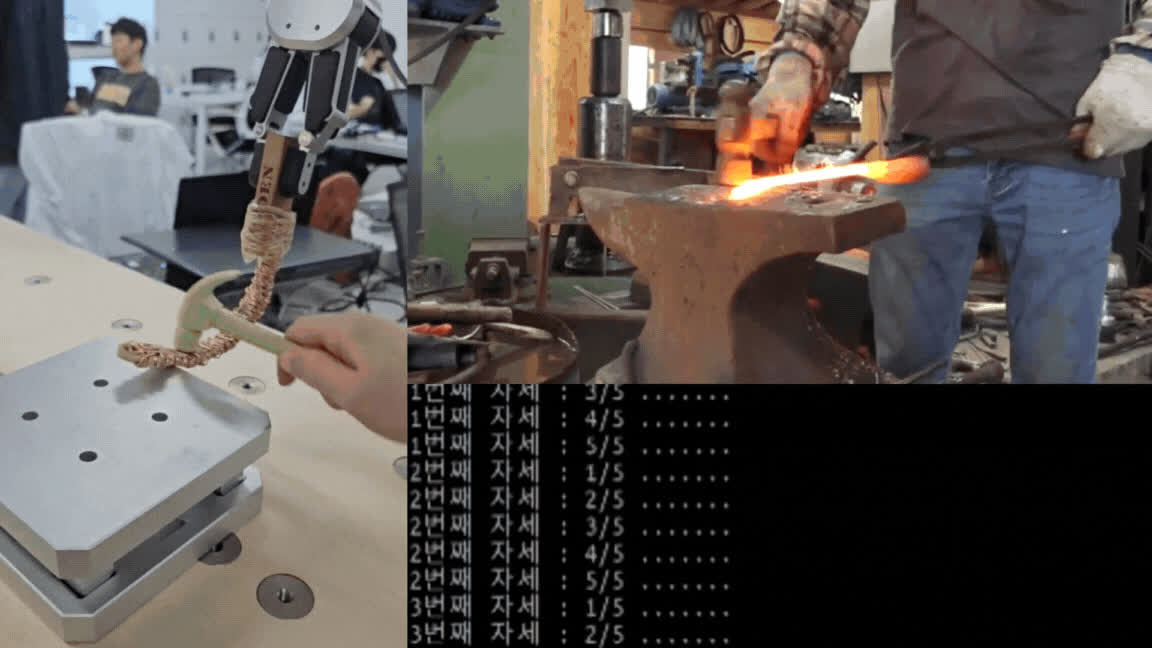 1번째 자세 : 3/5 .......
1번째 자세 : 4/5 .......
1번째 자세 : 5/5 .......
2번째 자세 : 1/5 .......
2번째 자세 : 2/5 .......
2번째 자세 : 3/5 .......
2번째 자세 : 4/5 .......
2번째 자세 : 5/5 .......
3번째 자세 : 1/5 .......
3번째 자세 : 2/5 .......